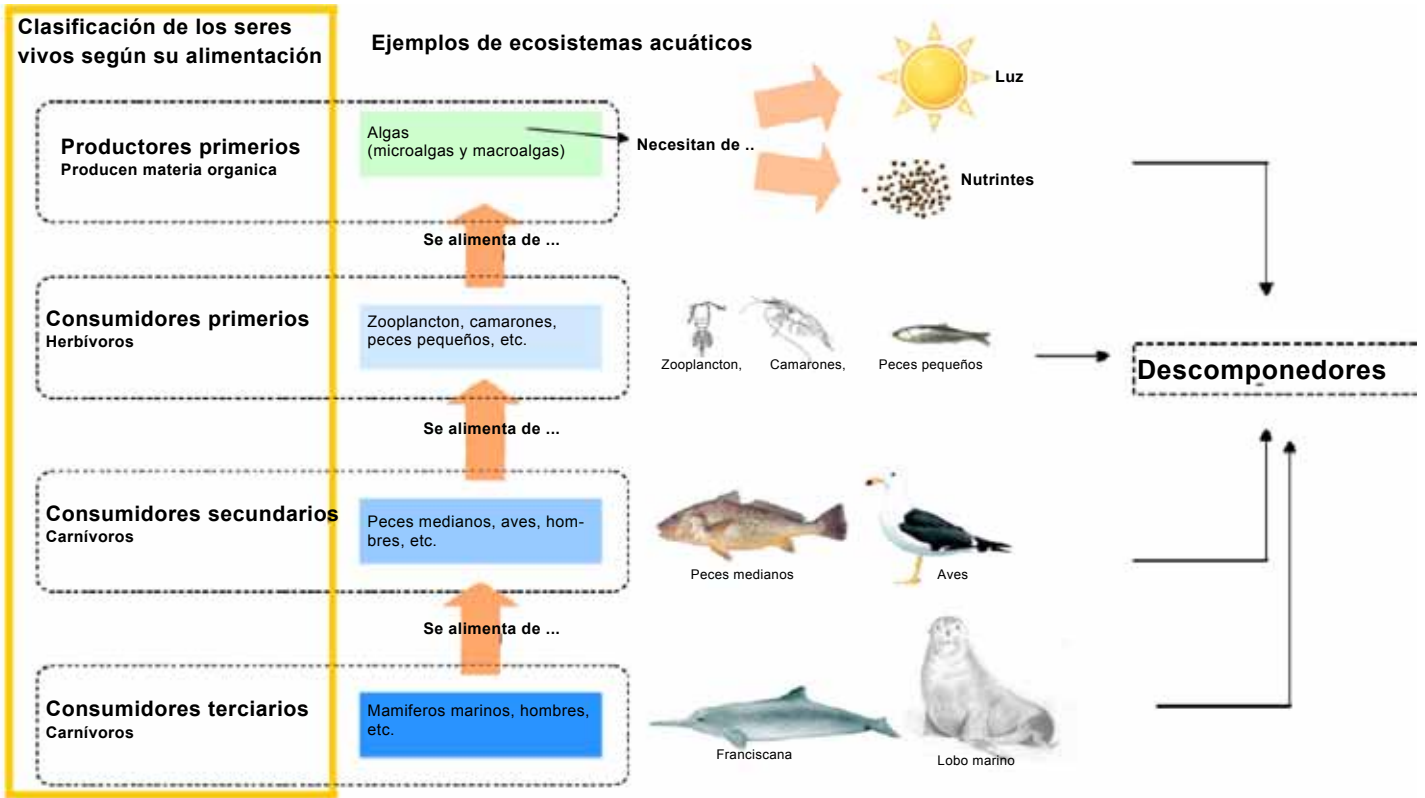 Clasificación de los seres
vivos según su alimentación
Ejemplos de ecosistemas acuáticos
Luz
Productores primerios
Producen materia organica
Algas
(microalgas y macroalgas)
Necesitan de ..
Nutrintes
Se alimenta de ...
Consumidores primerios
Herbívoros
Zooplancton, camarones,
peces pequeños, etc.
Zooplancton,
Camarones,
Peces pequeños
Descomponedores
Se alimenta de ...
Consumidores secundarios
Carnívoros
Peces medianos, aves, hom-
bres, etc.
Peces medianos
Aves
Se alimenta de ...
Consumidores terciarios
Carnívoros
Mamiferos marinos, hombres,
etc.
Franciscana
Lobo marino